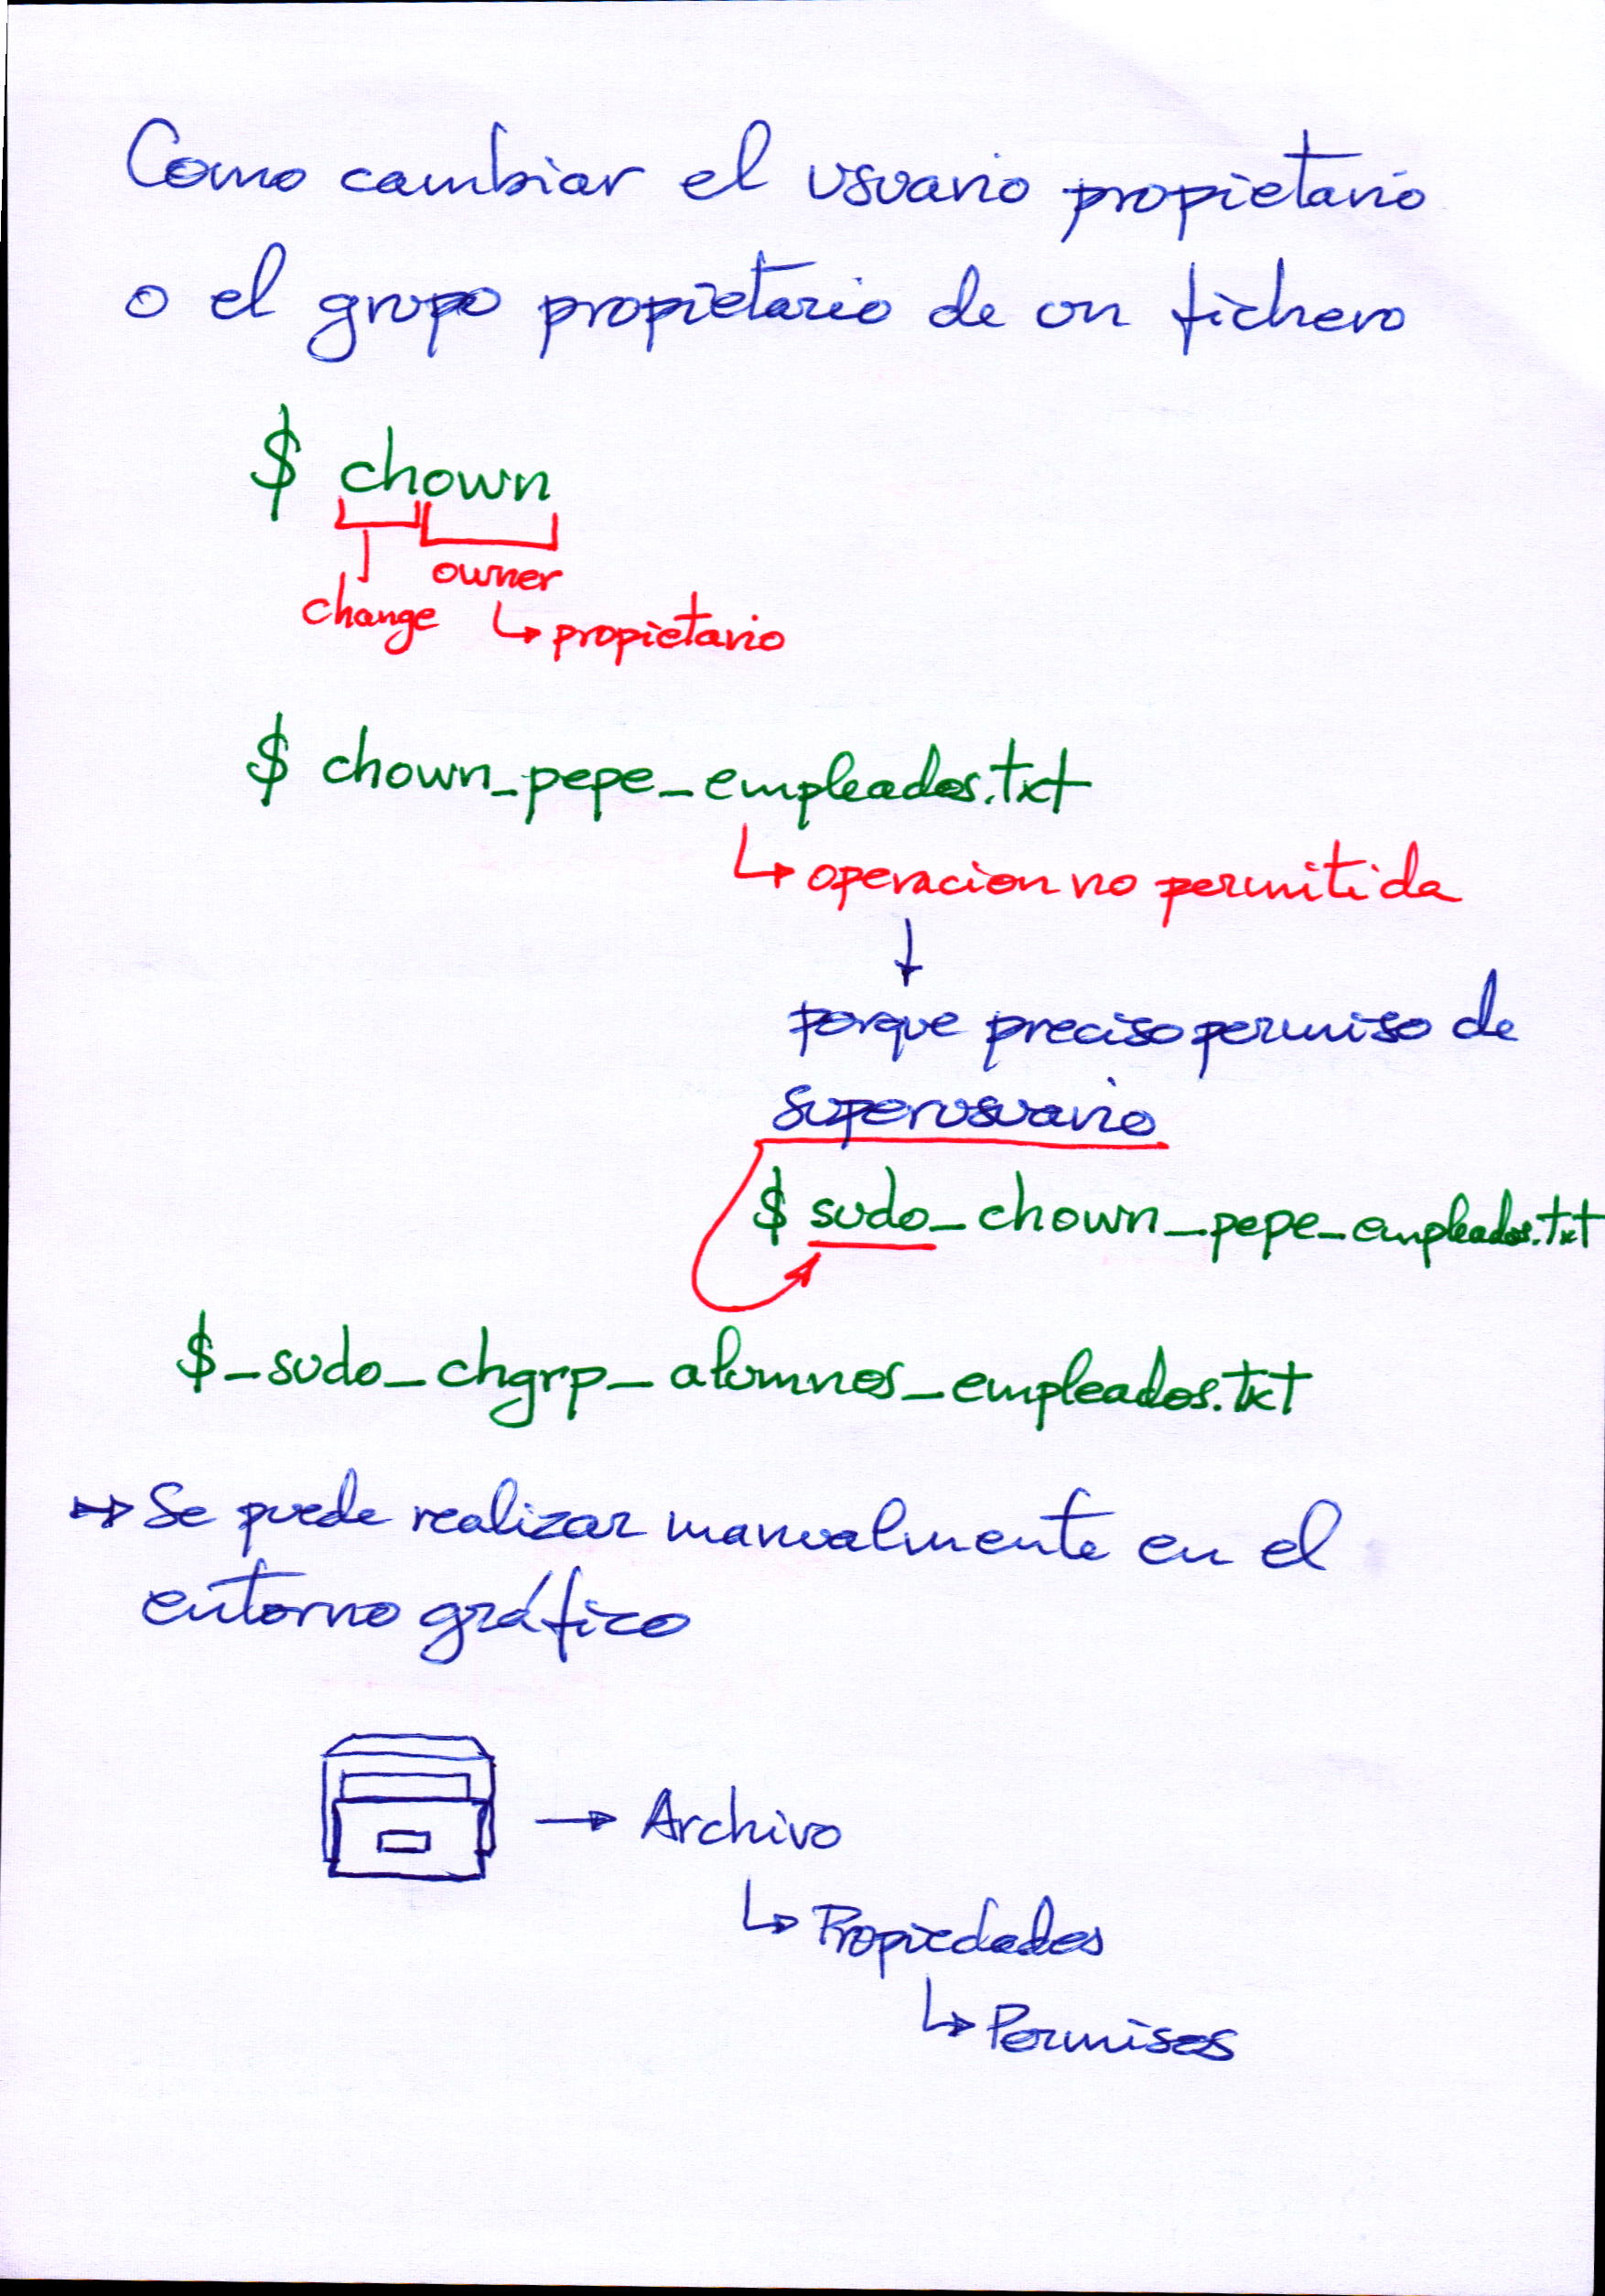 Como cambiar el usuario propietario
o el grupo propietario de un fichero
$ chown
owner
change
↳ propietario
$ chown_pepe_empleados.txt
↳ operacion no permitida
↓
porque preciso permiso de
superusuario
$ sudo_chown_pepe_empleados.txt
$_sudo_chgrp_alumnos_empleados.txt
↦ Se puede realizar manualmente en el
entorno gráfico
→ Archivo
↳ Propiedades
↳ Permisos